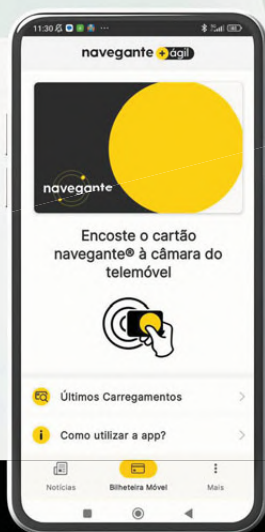 11:30
navegante +ágil
navegante
Encoste o cartão
navegante® à câmara do
telemóvel
Últimos Carregamentos
i Como utilizar a app?
Notícias
Bilheteira Móvel
Mais